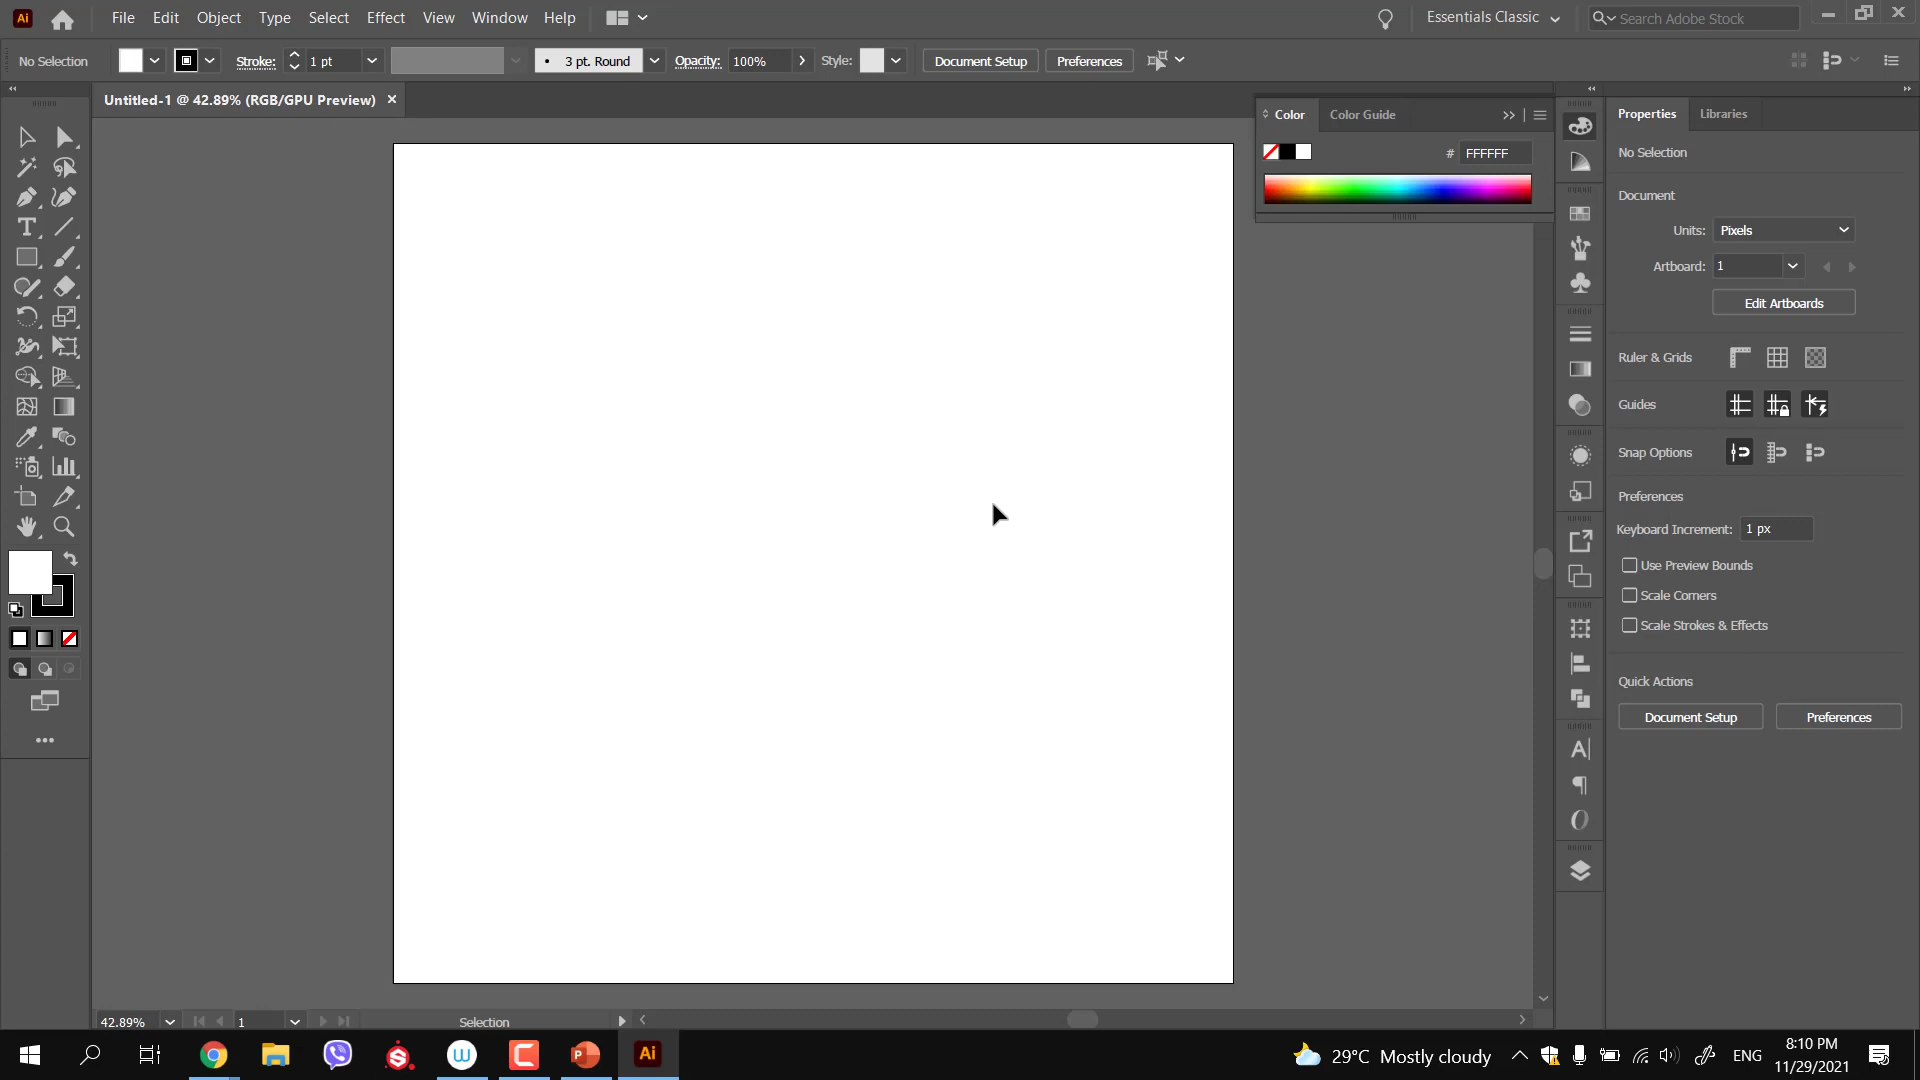 Ai File Edit Object Type Select Effect View Window Help Essentials Classic Search Adobe Stock
No Selection Stroke: 1 pt 3 pt. Round Opacity: 100% Style: Document Setup Preferences
Untitled-1 @ 42.89% (RGB/GPU Preview)
Color Color Guide
# FFFFFF
Properties Libraries
No Selection
Document
Units: Pixels
Artboard: 1
Edit Artboards
Ruler & Grids
Guides
Snap Options
Preferences
Keyboard Increment: 1 px
Use Preview Bounds
Scale Corners
Scale Strokes & Effects
Quick Actions
Document Setup Preferences
42.89% 1 Selection
29°C Mostly cloudy ENG
8:10 PM
11/29/2021